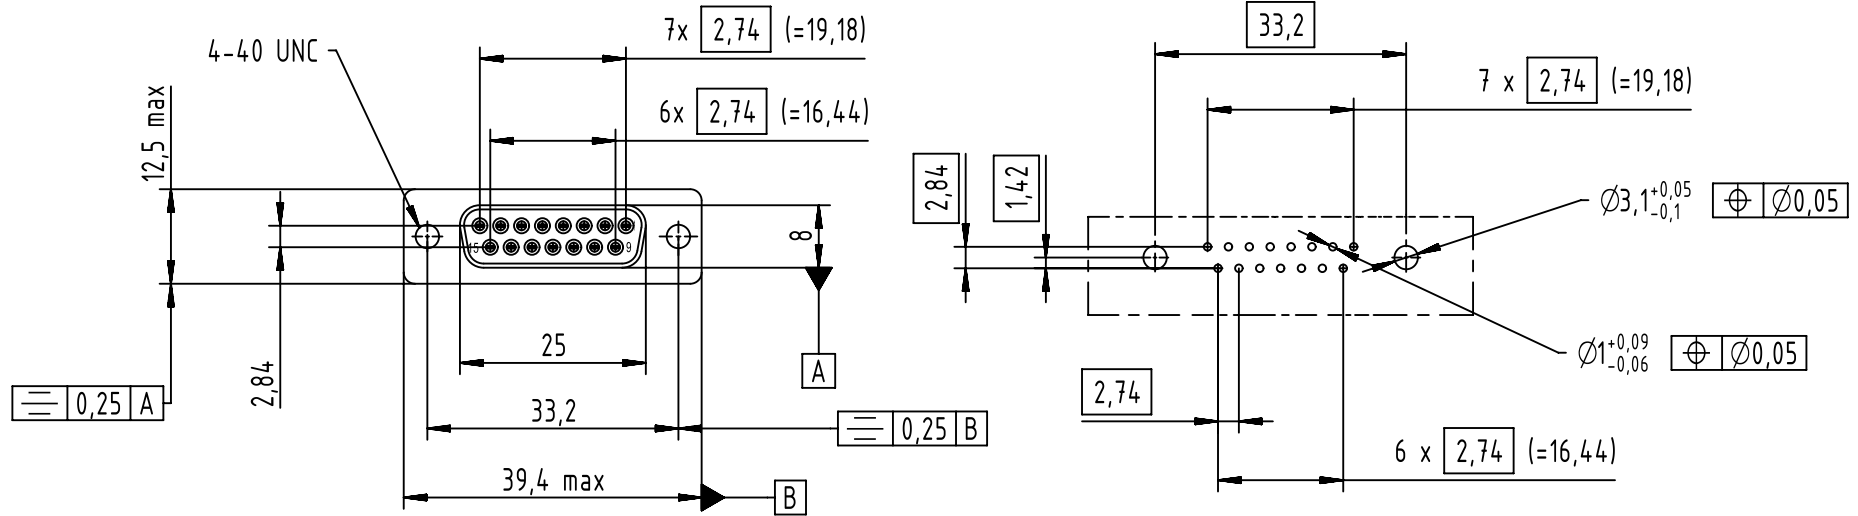 7x 2,74 (=19,18)
4-40 UNC
6x 2,74 (=16,44)
12,5 max
15
9
8
2,84
25
A
⌯ 0,25 A
33,2
⌯ 0,25 B
39,4 max
B
33,2
7 x 2,74 (=19,18)
2,84
1,42
Ø3,1 +0,05 -0,1 ⌖ Ø0,05
Ø1 +0,09 -0,06 ⌖ Ø0,05
2,74
6 x 2,74 (=16,44)